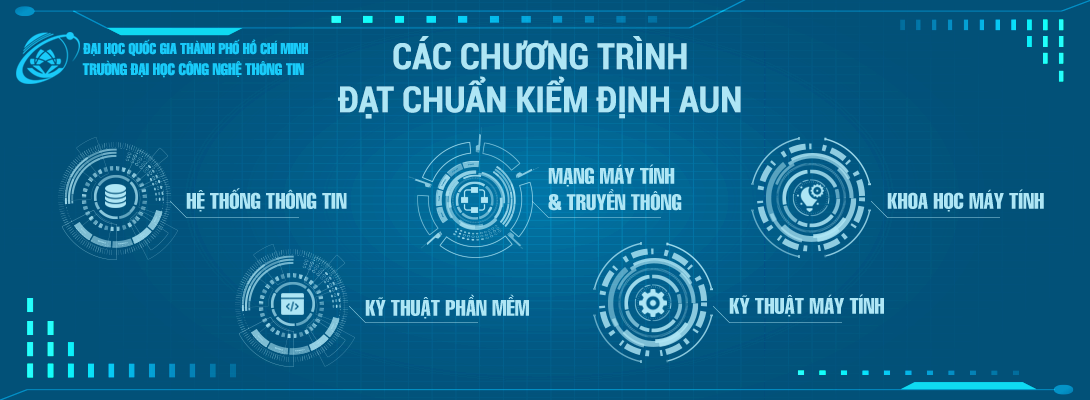 ĐẠI HỌC QUỐC GIA THÀNH PHỐ HỒ CHÍ MINH
TRƯỜNG ĐẠI HỌC CÔNG NGHỆ THÔNG TIN
CÁC CHƯƠNG TRÌNH
ĐẠT CHUẨN KIỂM ĐỊNH AUN
HỆ THỐNG THÔNG TIN
MẠNG MÁY TÍNH
& TRUYỀN THÔNG
KHOA HỌC MÁY TÍNH
KỸ THUẬT PHẦN MỀM
KỸ THUẬT MÁY TÍNH